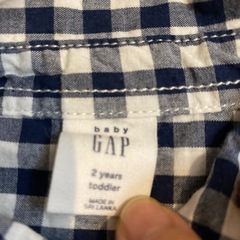 baby
GAP
2 years
toddler
MADE IN
SRI LANKA